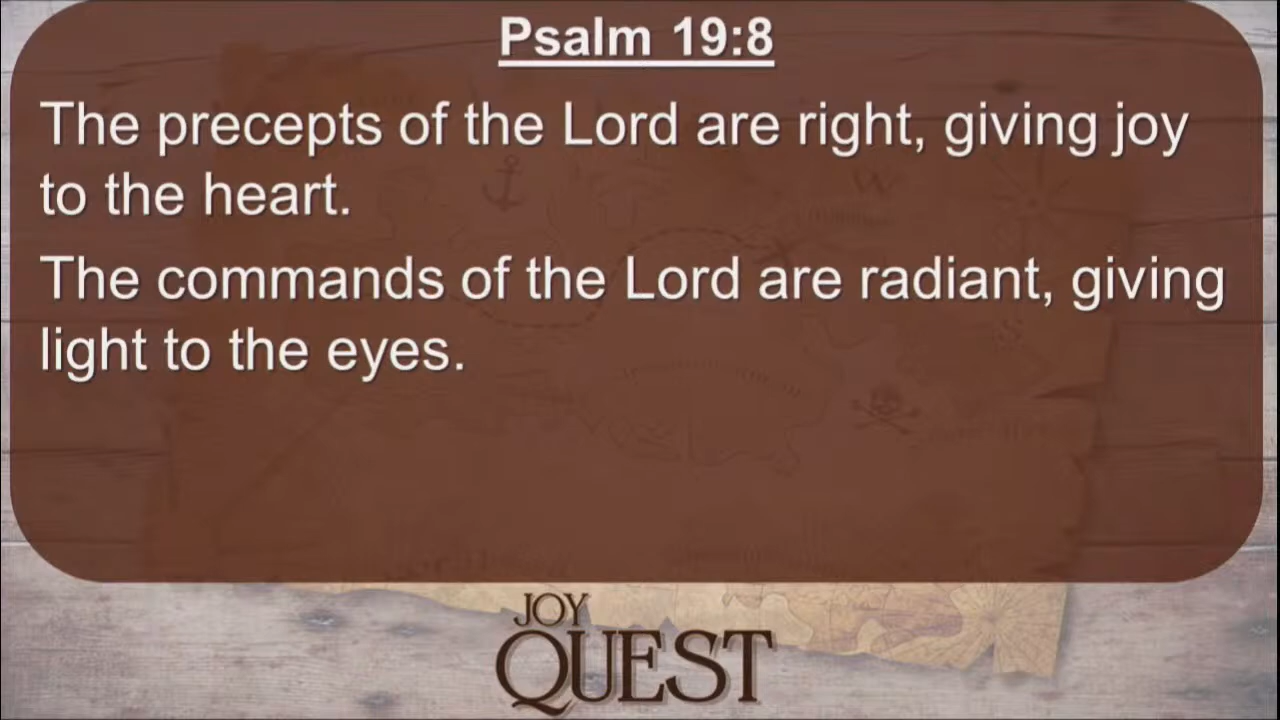 Psalm 19:8
The precepts of the Lord are right, giving joy
to the heart.
The commands of the Lord are radiant, giving
light to the eyes.
W
S
JOY
QUEST